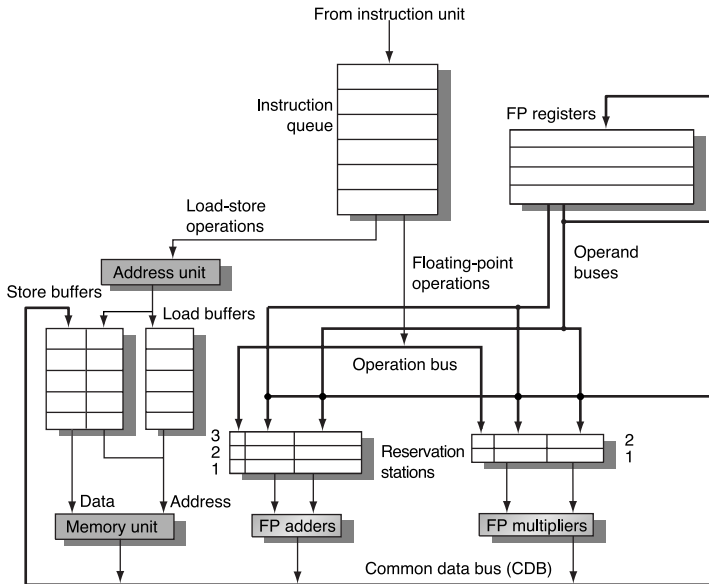 From instruction unit
Instruction
queue
FP registers
Load-store
operations
Address unit
Floating-point
operations
Operand
buses
Store buffers
Load buffers
Operation bus
3
2
1
Reservation
stations
2
1
Data
Address
Memory unit
FP adders
FP multipliers
Common data bus (CDB)